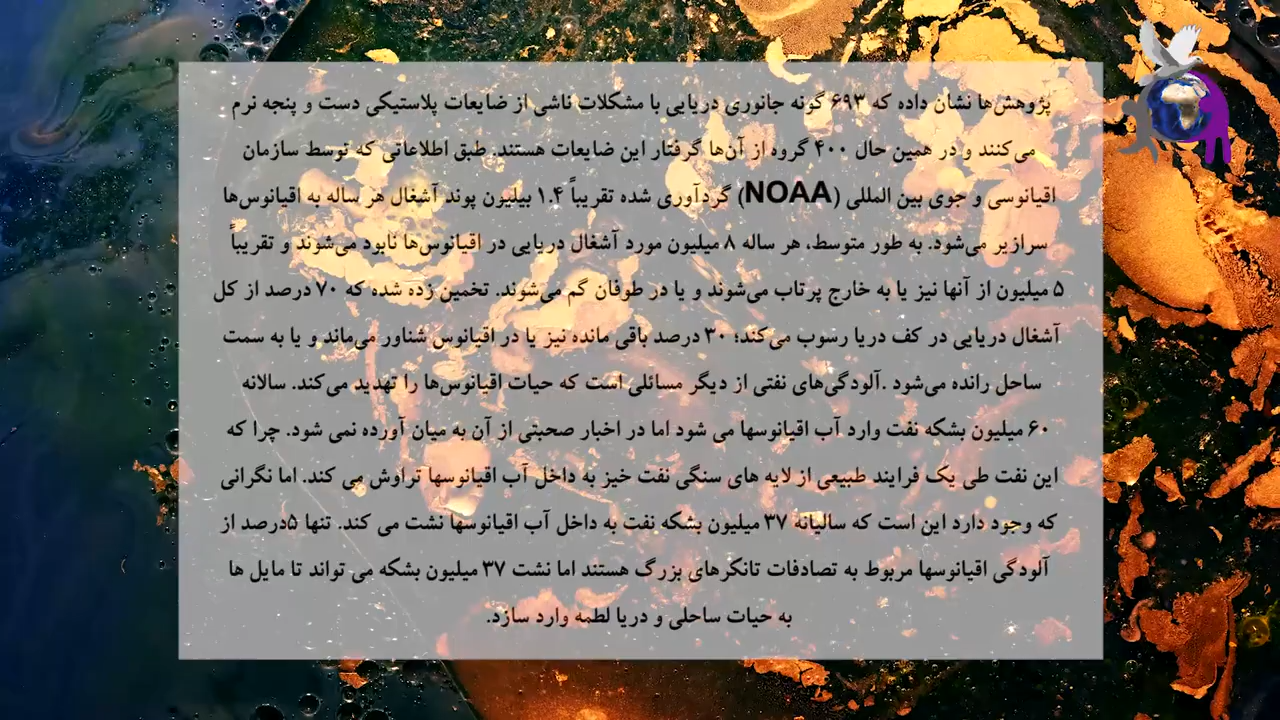 پژوهش‌ها نشان داده که ۶۹۳ گونه جانوری دریایی با مشکلات ناشی از ضایعات پلاستیکی دست و پنجه نرم
می‌کنند و در همین حال ۴۰۰ گروه از آن‌ها گرفتار این ضایعات هستند. طبق اطلاعاتی که توسط سازمان
اقیانوسی و جوی بین المللی (NOAA) گردآوری شده تقریباً ۱.۴ بیلیون پوند آشغال هر ساله به اقیانوس‌ها
سرازیر می‌شود. به طور متوسط، هر ساله ۸ میلیون مورد آشغال دریایی در اقیانوس‌ها نابود می‌شوند و تقریباً
۵ میلیون از آنها نیز یا به خارج پرتاب می‌شوند و یا در طوفان گم می‌شوند. تخمین زده شده که ۷۰ درصد از کل
آشغال دریایی در کف دریا رسوب می‌کند؛ ۳۰ درصد باقی مانده نیز یا در اقیانوس شناور می‌ماند و یا به سمت
ساحل رانده می‌شود .آلودگی‌های نفتی از دیگر مسائلی است که حیات اقیانوس‌ها را تهدید می‌کند. سالانه
۶۰ میلیون بشکه نفت وارد آب اقیانوسها می شود اما در اخبار صحبتی از آن به میان آورده نمی شود. چرا که
این نفت طی یک فرایند طبیعی از لایه های سنگی نفت خیز به داخل آب اقیانوسها تراوش می کند. اما نگرانی
که وجود دارد این است که سالیانه ۳۷ میلیون بشکه نفت به داخل آب اقیانوسها نشت می کند. تنها ۵درصد از
آلودگی اقیانوسها مربوط به تصادفات تانکرهای بزرگ هستند اما نشت ۳۷ میلیون بشکه می تواند تا مایل ها
به حیات ساحلی و دریا لطمه وارد سازد.